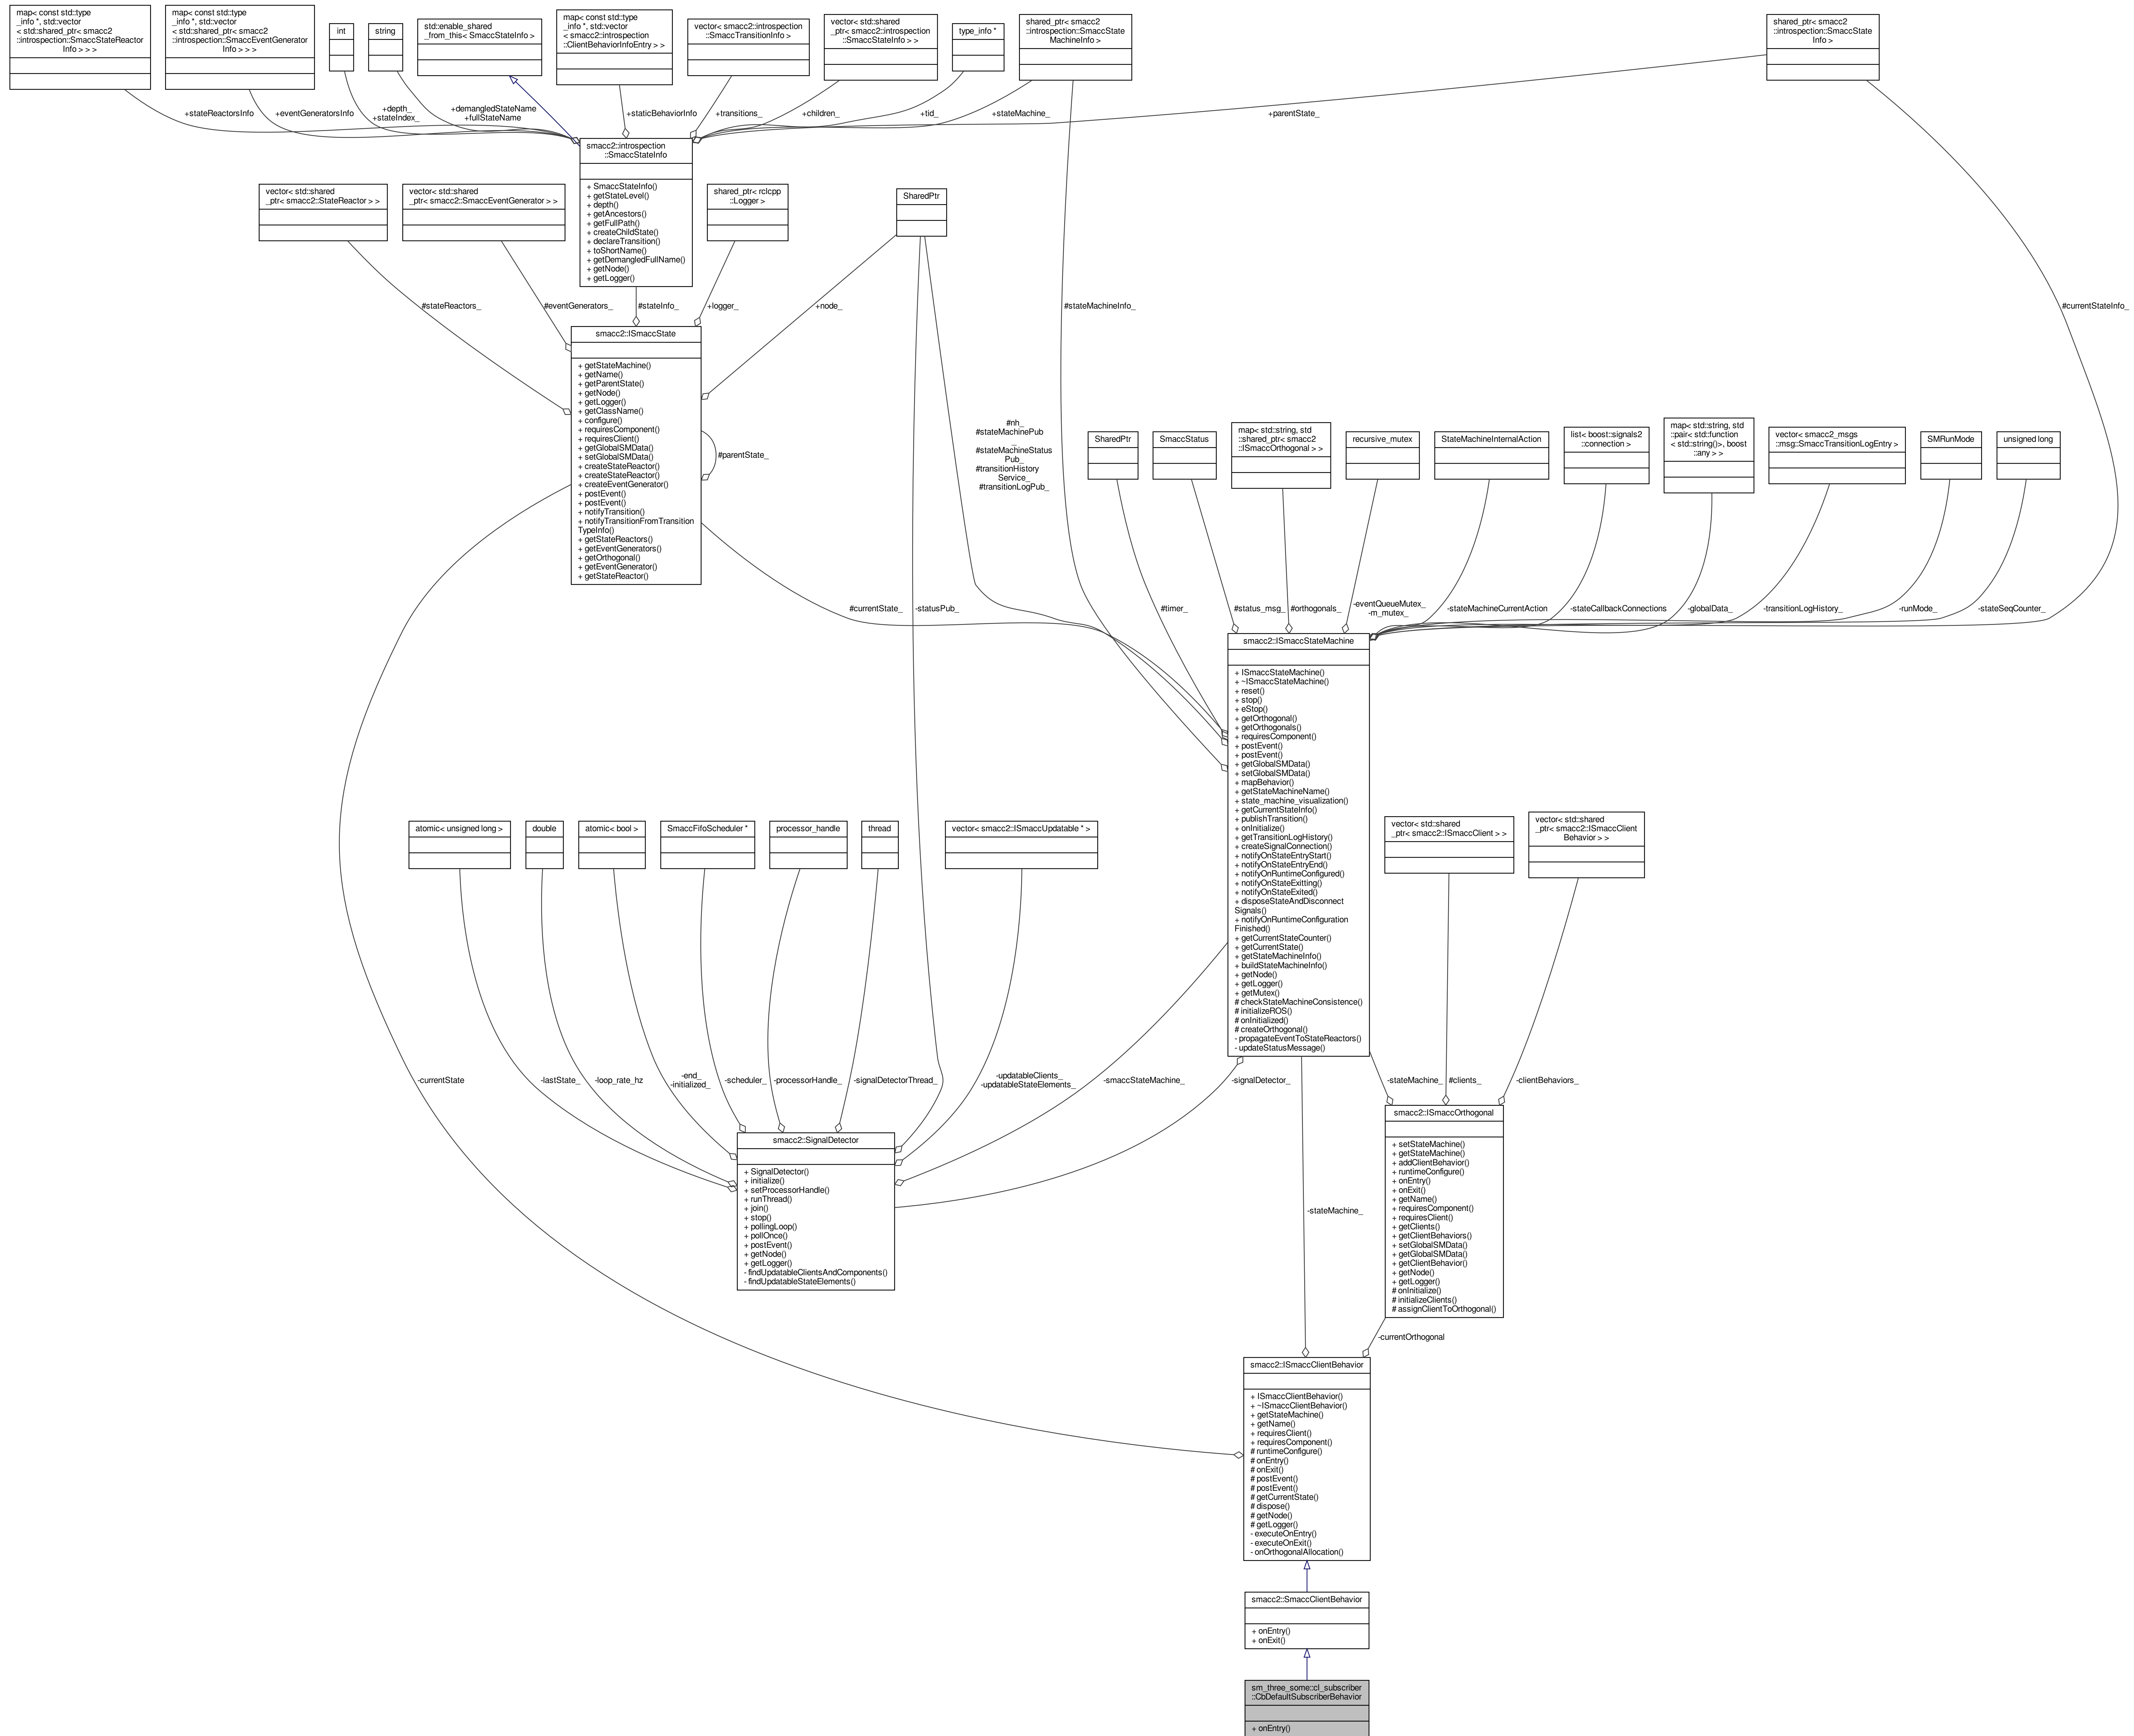 map< const std::type
_info *, std::vector
< std::shared_ptr< smacc2
::introspection::SmaccStateReactor
Info > > >
map< const std::type
_info *, std::vector
< std::shared_ptr< smacc2
::introspection::SmaccEventGenerator
Info > > >
int
string
std::enable_shared
_from_this< SmaccStateInfo >
map< const std::type
_info *, std::vector
< smacc2::introspection
::ClientBehaviorInfoEntry > >
vector< smacc2::introspection
::SmaccTransitionInfo >
vector< std::shared
_ptr< smacc2::introspection
::SmaccStateInfo > >
type_info *
shared_ptr< smacc2
::introspection::SmaccState
MachineInfo >
shared_ptr< smacc2
::introspection::SmaccState
Info >
+stateReactorsInfo
+eventGeneratorsInfo
+depth_
+stateIndex_
+demangledStateName
+fullStateName
+staticBehaviorInfo
+transitions_
+children_
+tid_
+stateMachine_
+parentState_
smacc2::introspection
::SmaccStateInfo
+ SmaccStateInfo()
+ getStateLevel()
+ depth()
+ getAncestors()
+ getFullPath()
+ createChildState()
+ declareTransition()
+ toShortName()
+ getDemangledFullName()
+ getNode()
+ getLogger()
vector< std::shared
_ptr< smacc2::StateReactor > >
vector< std::shared
_ptr< smacc2::SmaccEventGenerator > >
shared_ptr< rclcpp
::Logger >
SharedPtr
#stateReactors_
#eventGenerators_
#stateInfo_
+logger_
+node_
#stateMachineInfo_
#currentStateInfo_
smacc2::ISmaccState
+ getStateMachine()
+ getName()
+ getParentState()
+ getNode()
+ getLogger()
+ getClassName()
+ configure()
+ requiresComponent()
+ requiresClient()
+ getGlobalSMData()
+ setGlobalSMData()
+ createStateReactor()
+ createStateReactor()
+ createEventGenerator()
+ postEvent()
+ postEvent()
+ notifyTransition()
+ notifyTransitionFromTransition
TypeInfo()
+ getStateReactors()
+ getEventGenerators()
+ getOrthogonal()
+ getEventGenerator()
+ getStateReactor()
#parentState_
#nh_
#stateMachinePub
_
#stateMachineStatus
Pub_
#transitionHistory
Service_
#transitionLogPub_
SharedPtr
SmaccStatus
map< std::string, std
::shared_ptr< smacc2
::ISmaccOrthogonal > >
recursive_mutex
StateMachineInternalAction
list< boost::signals2
::connection >
map< std::string, std
::pair< std::function
< std::string()>, boost
::any > >
vector< smacc2_msgs
::msg::SmaccTransitionLogEntry >
SMRunMode
unsigned long
#currentState_
-statusPub_
#timer_
#status_msg_
#orthogonals_
-eventQueueMutex_
-m_mutex_
-stateMachineCurrentAction
-stateCallbackConnections
-globalData_
-transitionLogHistory_
-runMode_
-stateSeqCounter_
smacc2::ISmaccStateMachine
+ ISmaccStateMachine()
+ ~ISmaccStateMachine()
+ reset()
+ stop()
+ eStop()
+ getOrthogonal()
+ getOrthogonals()
+ requiresComponent()
+ postEvent()
+ postEvent()
+ getGlobalSMData()
+ setGlobalSMData()
+ mapBehavior()
+ getStateMachineName()
+ state_machine_visualization()
+ getCurrentStateInfo()
+ publishTransition()
+ onInitialize()
+ getTransitionLogHistory()
+ createSignalConnection()
+ notifyOnStateEntryStart()
+ notifyOnStateEntryEnd()
+ notifyOnRuntimeConfigured()
+ notifyOnStateExitting()
+ notifyOnStateExited()
+ disposeStateAndDisconnect
Signals()
+ notifyOnRuntimeConfiguration
Finished()
+ getCurrentStateCounter()
+ getCurrentState()
+ getStateMachineInfo()
+ buildStateMachineInfo()
+ getNode()
+ getLogger()
+ getMutex()
# checkStateMachineConsistence()
# initializeROS()
# onInitialized()
# createOrthogonal()
- propagateEventToStateReactors()
- updateStatusMessage()
atomic< unsigned long >
double
atomic< bool >
SmaccFifoScheduler *
processor_handle
thread
vector< smacc2::ISmaccUpdatable * >
vector< std::shared
_ptr< smacc2::ISmaccClient > >
vector< std::shared
_ptr< smacc2::ISmaccClient
Behavior > >
-currentState
-lastState_
-loop_rate_hz
-end_
-initialized_
-scheduler_
-processorHandle_
-signalDetectorThread_
-updatableClients_
-updatableStateElements_
-smaccStateMachine_
-signalDetector_
-stateMachine_
#clients_
-clientBehaviors_
smacc2::SignalDetector
+ SignalDetector()
+ initialize()
+ setProcessorHandle()
+ runThread()
+ join()
+ stop()
+ pollingLoop()
+ pollOnce()
+ postEvent()
+ getNode()
+ getLogger()
- findUpdatableClientsAndComponents()
- findUpdatableStateElements()
smacc2::ISmaccOrthogonal
+ setStateMachine()
+ getStateMachine()
+ addClientBehavior()
+ runtimeConfigure()
+ onEntry()
+ onExit()
+ getName()
+ requiresComponent()
+ requiresClient()
+ getClients()
+ getClientBehaviors()
+ setGlobalSMData()
+ getGlobalSMData()
+ getClientBehavior()
+ getNode()
+ getLogger()
# onInitialize()
# initializeClients()
# assignClientToOrthogonal()
-stateMachine_
-currentOrthogonal
smacc2::ISmaccClientBehavior
+ ISmaccClientBehavior()
+ ~ISmaccClientBehavior()
+ getStateMachine()
+ getName()
+ requiresClient()
+ requiresComponent()
# runtimeConfigure()
# onEntry()
# onExit()
# postEvent()
# postEvent()
# getCurrentState()
# dispose()
# getNode()
# getLogger()
- executeOnEntry()
- executeOnExit()
- onOrthogonalAllocation()
smacc2::SmaccClientBehavior
+ onEntry()
+ onExit()
sm_three_some::cl_subscriber
::CbDefaultSubscriberBehavior
+ onEntry()